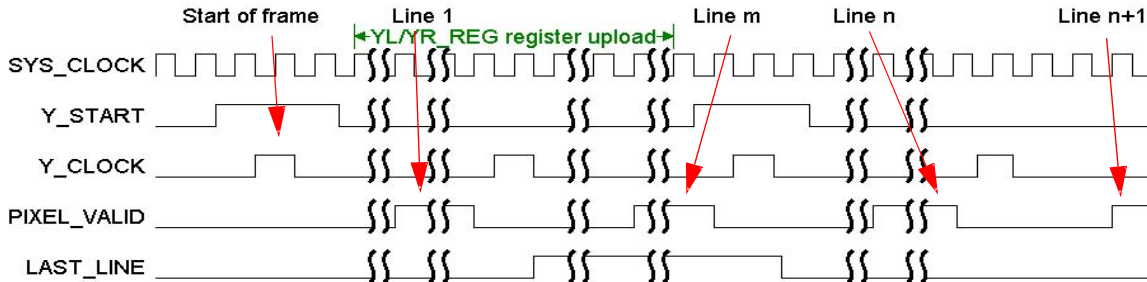 Start of frame Line 1 Line m Line n Line n+1
YL/YR_REG register upload
SYS_CLOCK
Y_START
Y_CLOCK
PIXEL_VALID
LAST_LINE